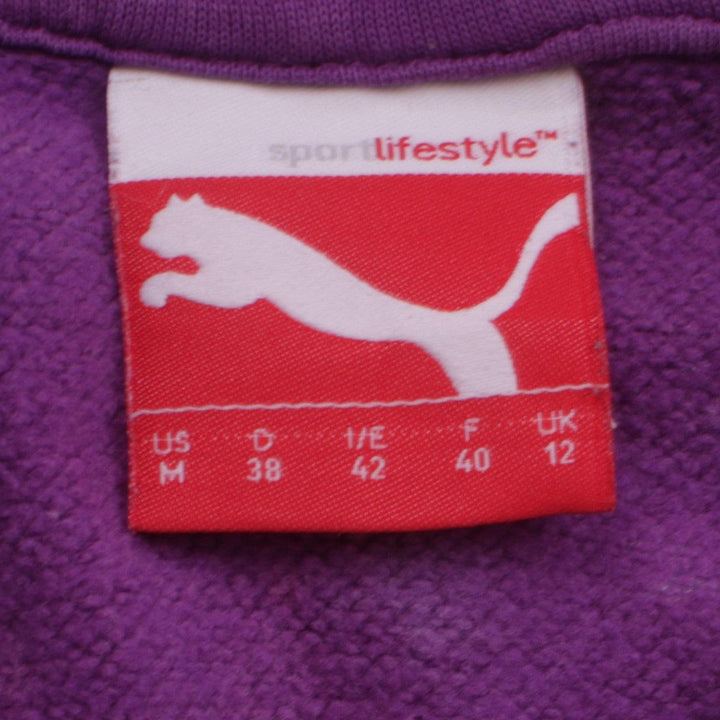 sportlifestyle™
US D I/E F UK
M 38 42 40 12